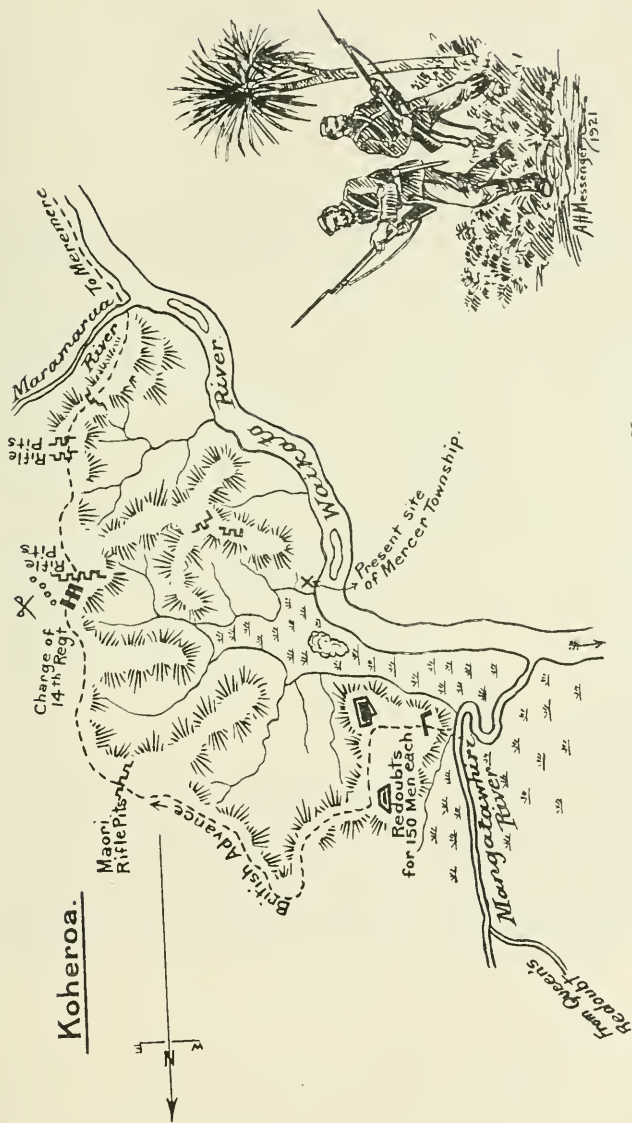 Koheroa.
E
N
W
Maori
Rifle Pits
British Advance
Charge of
14th Regt
Rifle
Pits
Rifle
Pits
Maramarua
River
To Meremere
Waikato River
Present site
of Mercer Township.
Redoubts
for 150 Men each
Mangatawhiri
River
From Queen's
Redoubt
AHMessenger
1921